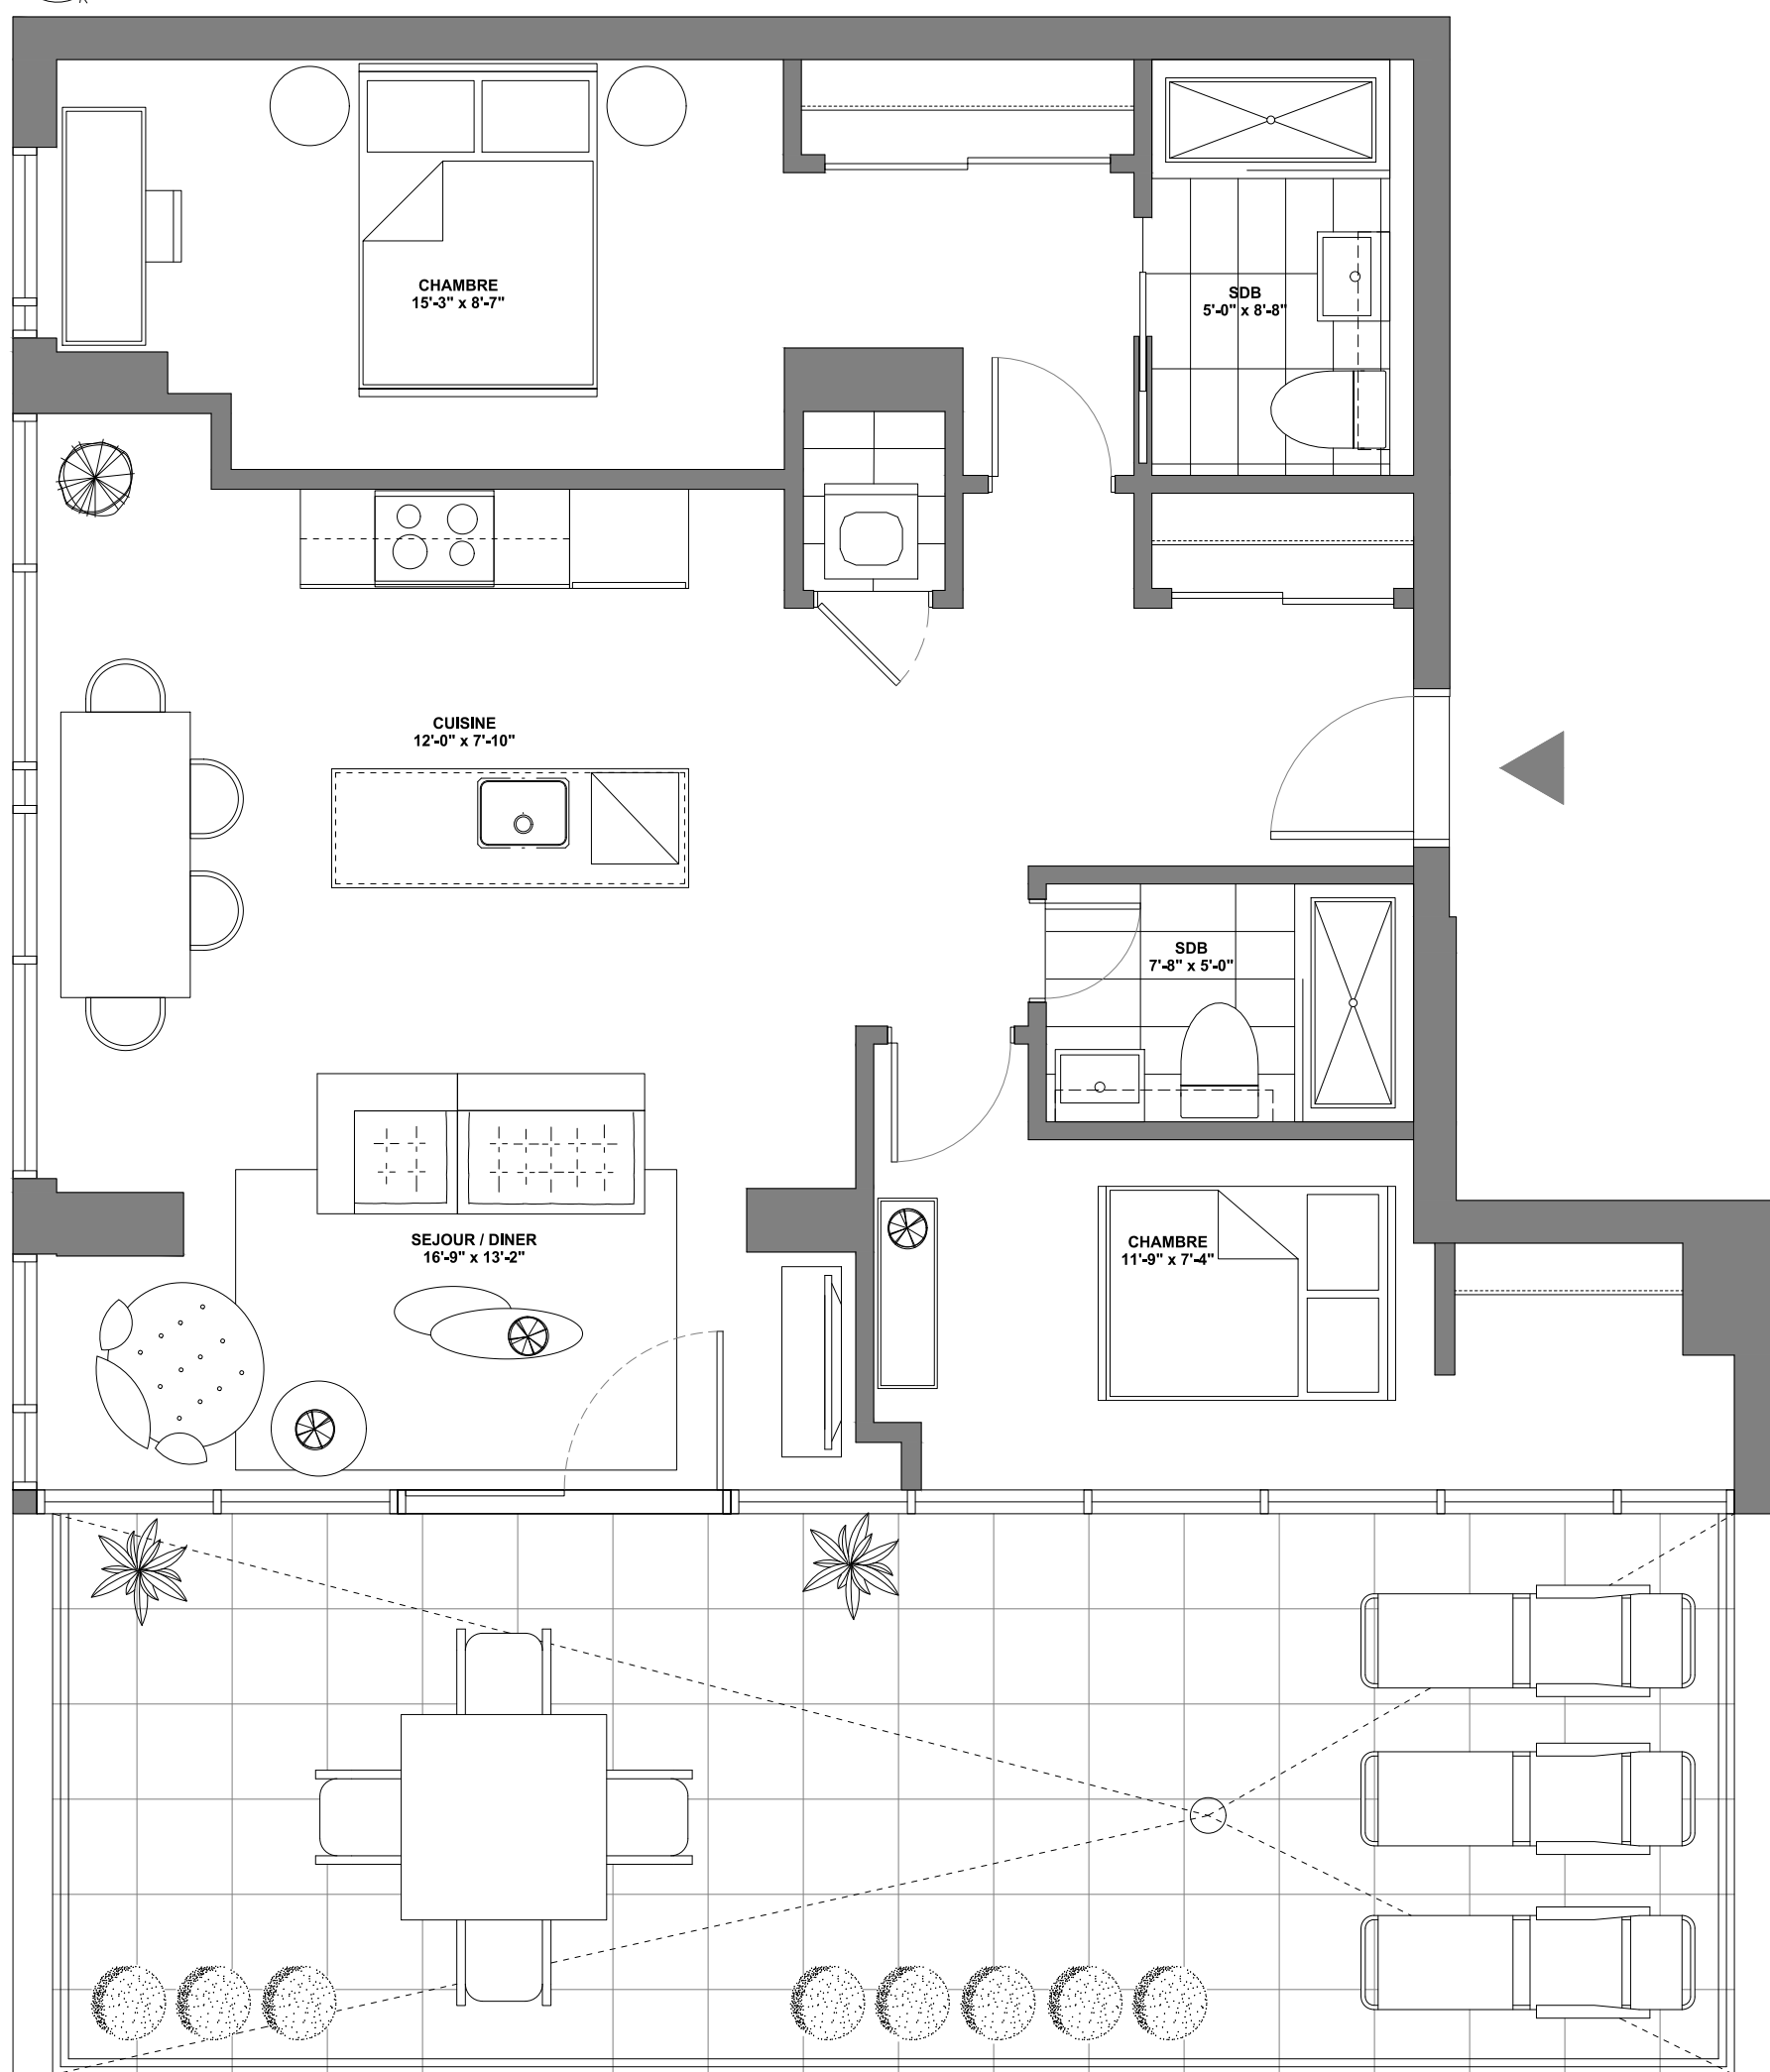 CHAMBRE
15'-3" x 8'-7"
SDB
5'-0" x 8'-8"
CUISINE
12'-0" x 7'-10"
SDB
7'-8" x 5'-0"
SEJOUR / DINER
16'-9" x 13'-2"
CHAMBRE
11'-9" x 7'-4"